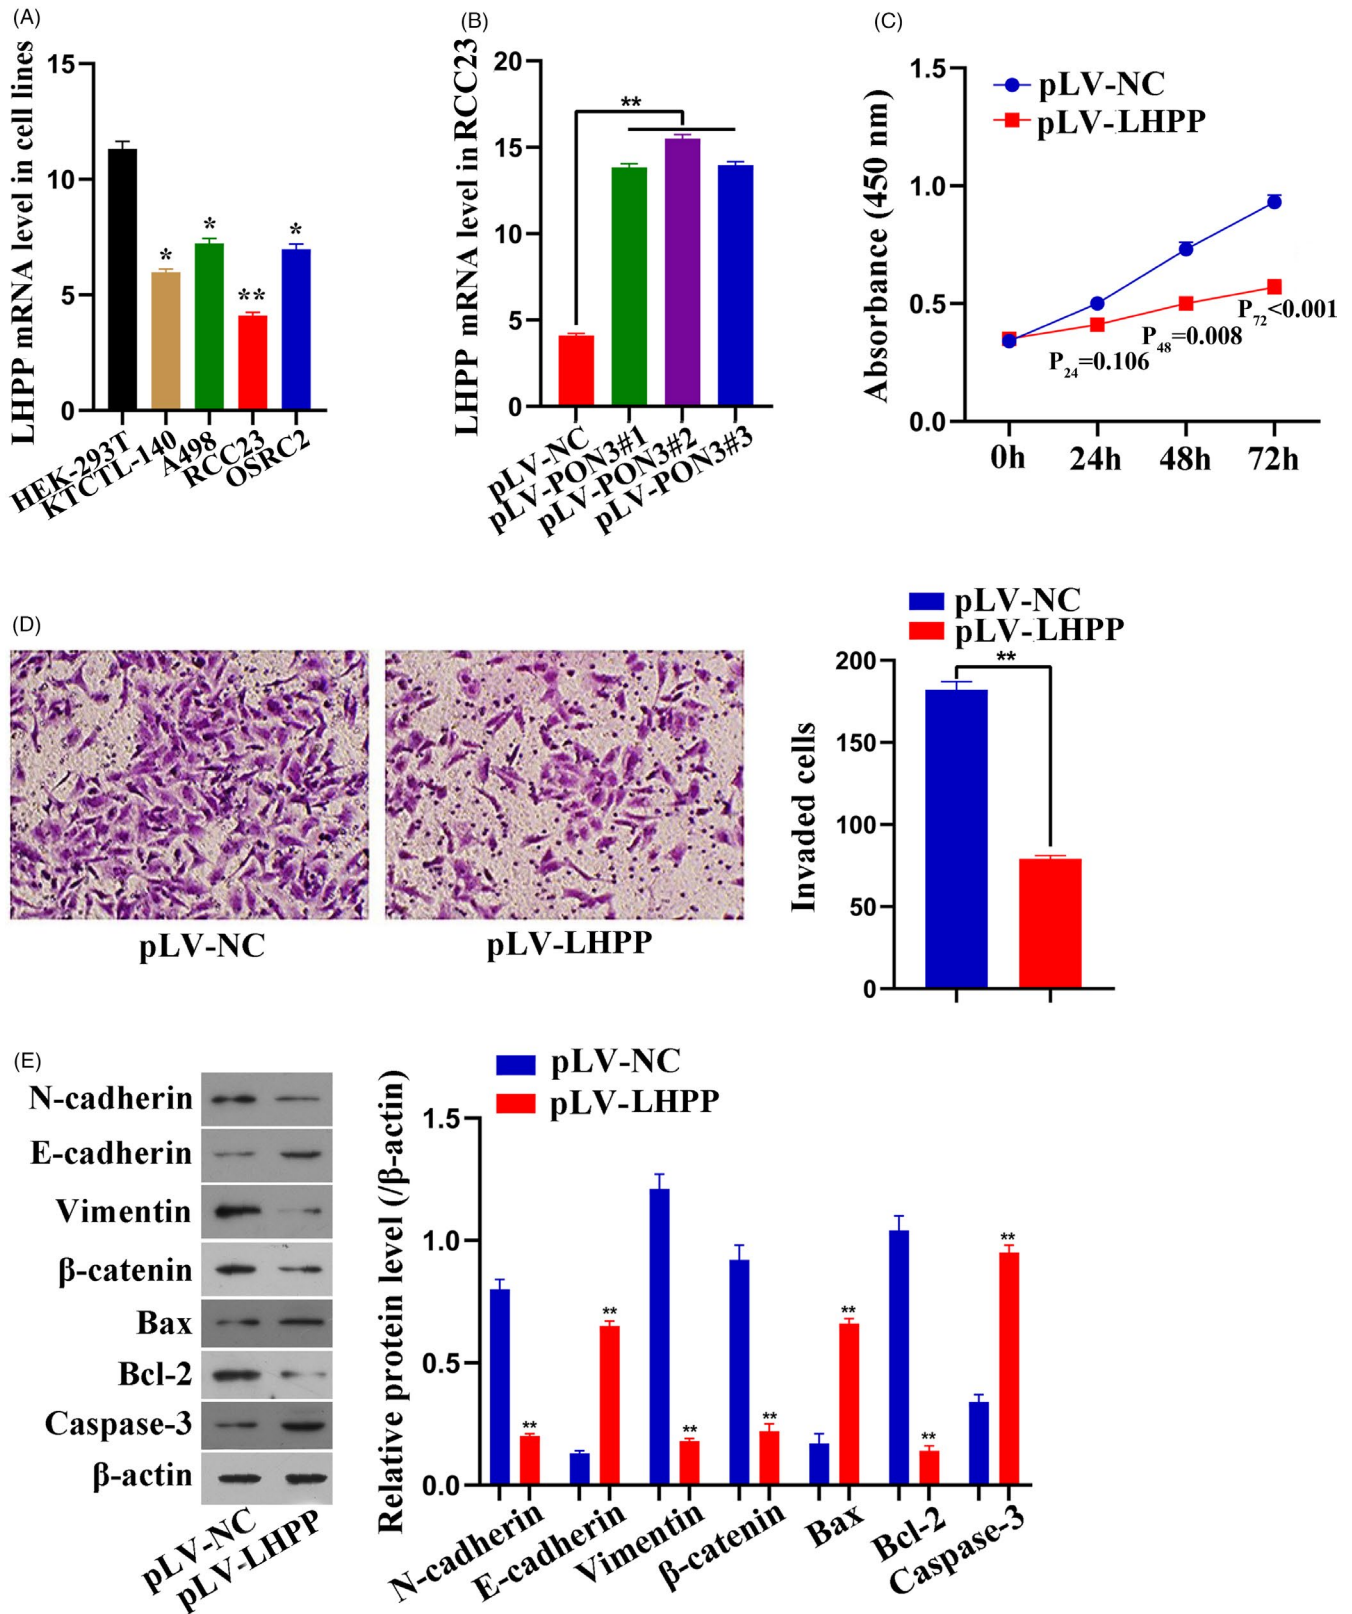 (A)
LHPP mRNA level in cell lines
15
10
5
0
*
*
**
*
HEK-293T
KTCTL-140
A498
RCC23
OSRC2
(B)
LHPP mRNA level in RCC23
20
15
10
5
0
**
pLV-NC
pLV-PON3#1
pLV-PON3#2
pLV-PON3#3
(C)
Absorbance (450 nm)
1.5
1.0
0.5
0.0
pLV-NC
pLV-LHPP
P24=0.106
P48=0.008
P72<0.001
0h
24h
48h
72h
(D)
pLV-NC
pLV-LHPP
pLV-NC
pLV-LHPP
Invaded cells
200
150
100
50
0
**
(E)
N-cadherin
E-cadherin
Vimentin
β-catenin
Bax
Bcl-2
Caspase-3
β-actin
pLV-NC
pLV-LHPP
pLV-NC
pLV-LHPP
Relative protein level (/β-actin)
1.5
1.0
0.5
0.0
**
**
**
**
**
**
**
N-cadherin
E-cadherin
Vimentin
β-catenin
Bax
Bcl-2
Caspase-3